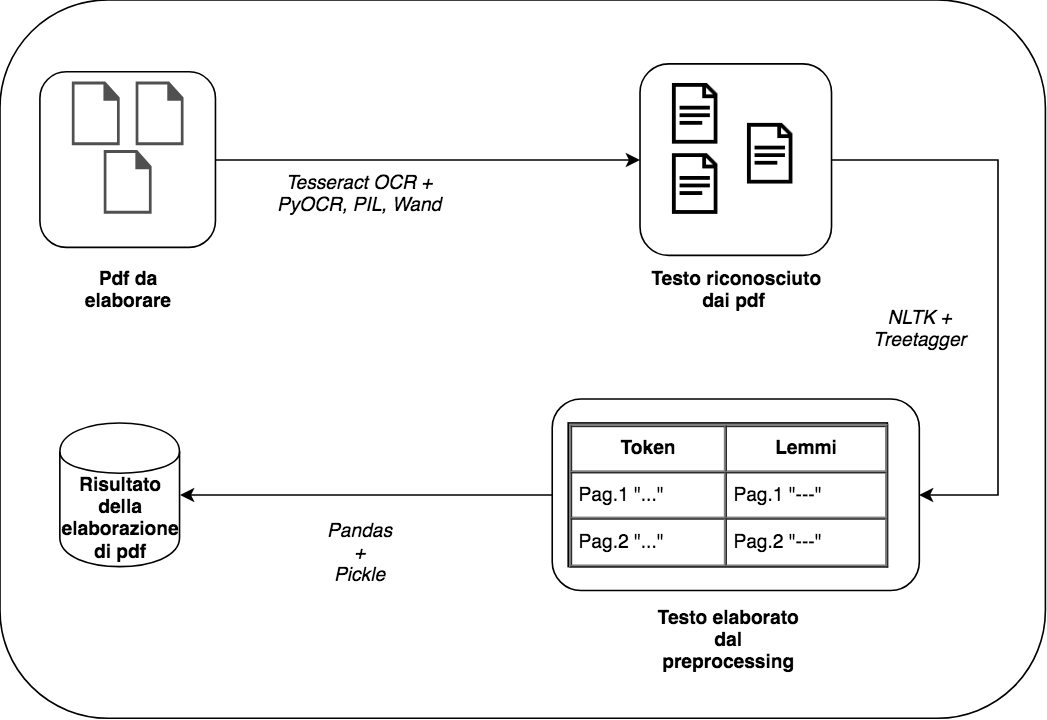 Tesseract OCR +
PyOCR, PIL, Wand
Pdf da
elaborare
Testo riconosciuto
dai pdf
NLTK +
Treetagger
Token Lemmi
Pag.1 "..." Pag.1 "---"
Pag.2 "..." Pag.2 "---"
Testo elaborato
dal
preprocessing
Pandas
+
Pickle
Risultato
della
elaborazione
di pdf